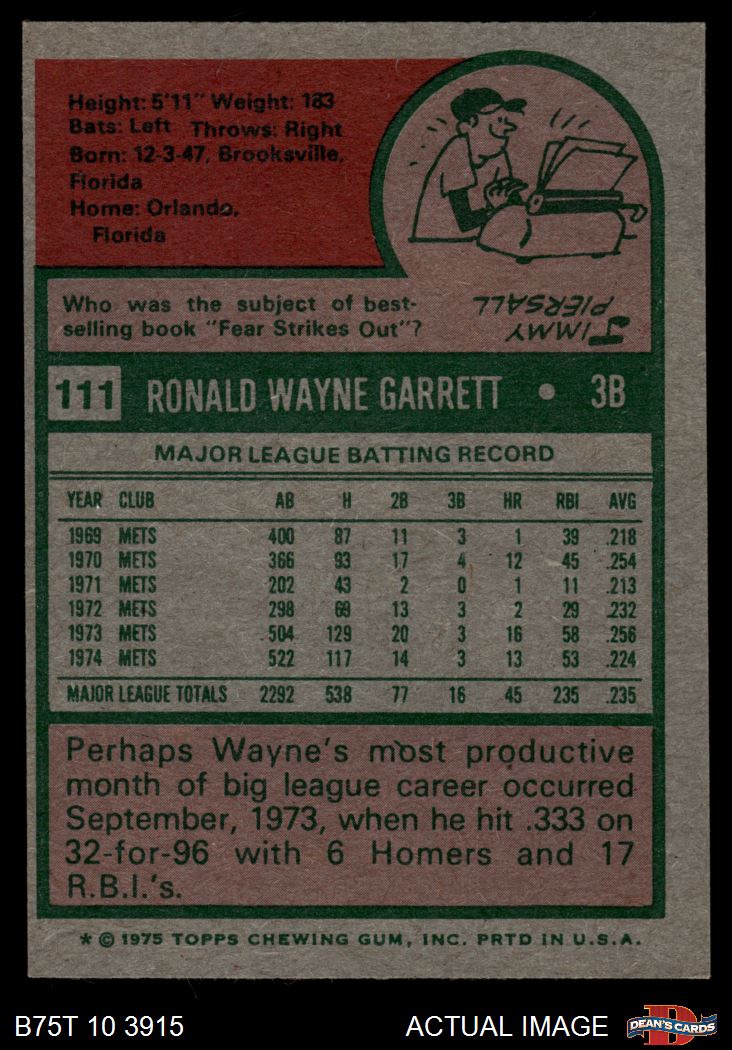 Height: 5'11" Weight: 183
Bats: Left Throws: Right
Born: 12-3-47, Brooksville,
Florida
Home: Orlando,
Florida
Who was the subject of best-
selling book "Fear Strikes Out"?
JIMMY
PIERSALL
111 RONALD WAYNE GARRETT • 3B
MAJOR LEAGUE BATTING RECORD
YEAR CLUB AB H 2B 3B HR RBI AVG
1969 METS 400 87 11 3 1 39 .218
1970 METS 366 93 17 4 12 45 .254
1971 METS 202 43 2 0 1 11 .213
1972 METS 298 69 13 3 2 29 .232
1973 METS 504 129 20 3 16 58 .256
1974 METS 522 117 14 3 13 53 .224
MAJOR LEAGUE TOTALS 2292 538 77 16 45 235 .235
Perhaps Wayne's most productive
month of big league career occurred
September, 1973, when he hit .333 on
32-for-96 with 6 Homers and 17
R.B.I.'s.
* © 1975 TOPPS CHEWING GUM, INC. PRTD IN U.S.A.
B75T 10 3915 ACTUAL IMAGE
D
DEAN'S CARDS